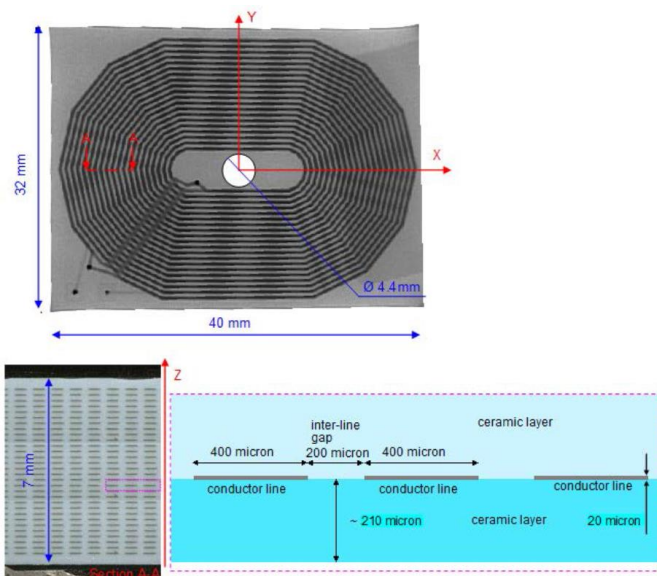 Y
X
A
A
32 mm
Ø 4.4mm
40 mm
Z
7 mm
Section A-A
inter-line
gap
ceramic layer
400 micron
200 micron
400 micron
conductor line
conductor line
conductor line
~ 210 micron
ceramic layer
20 micron